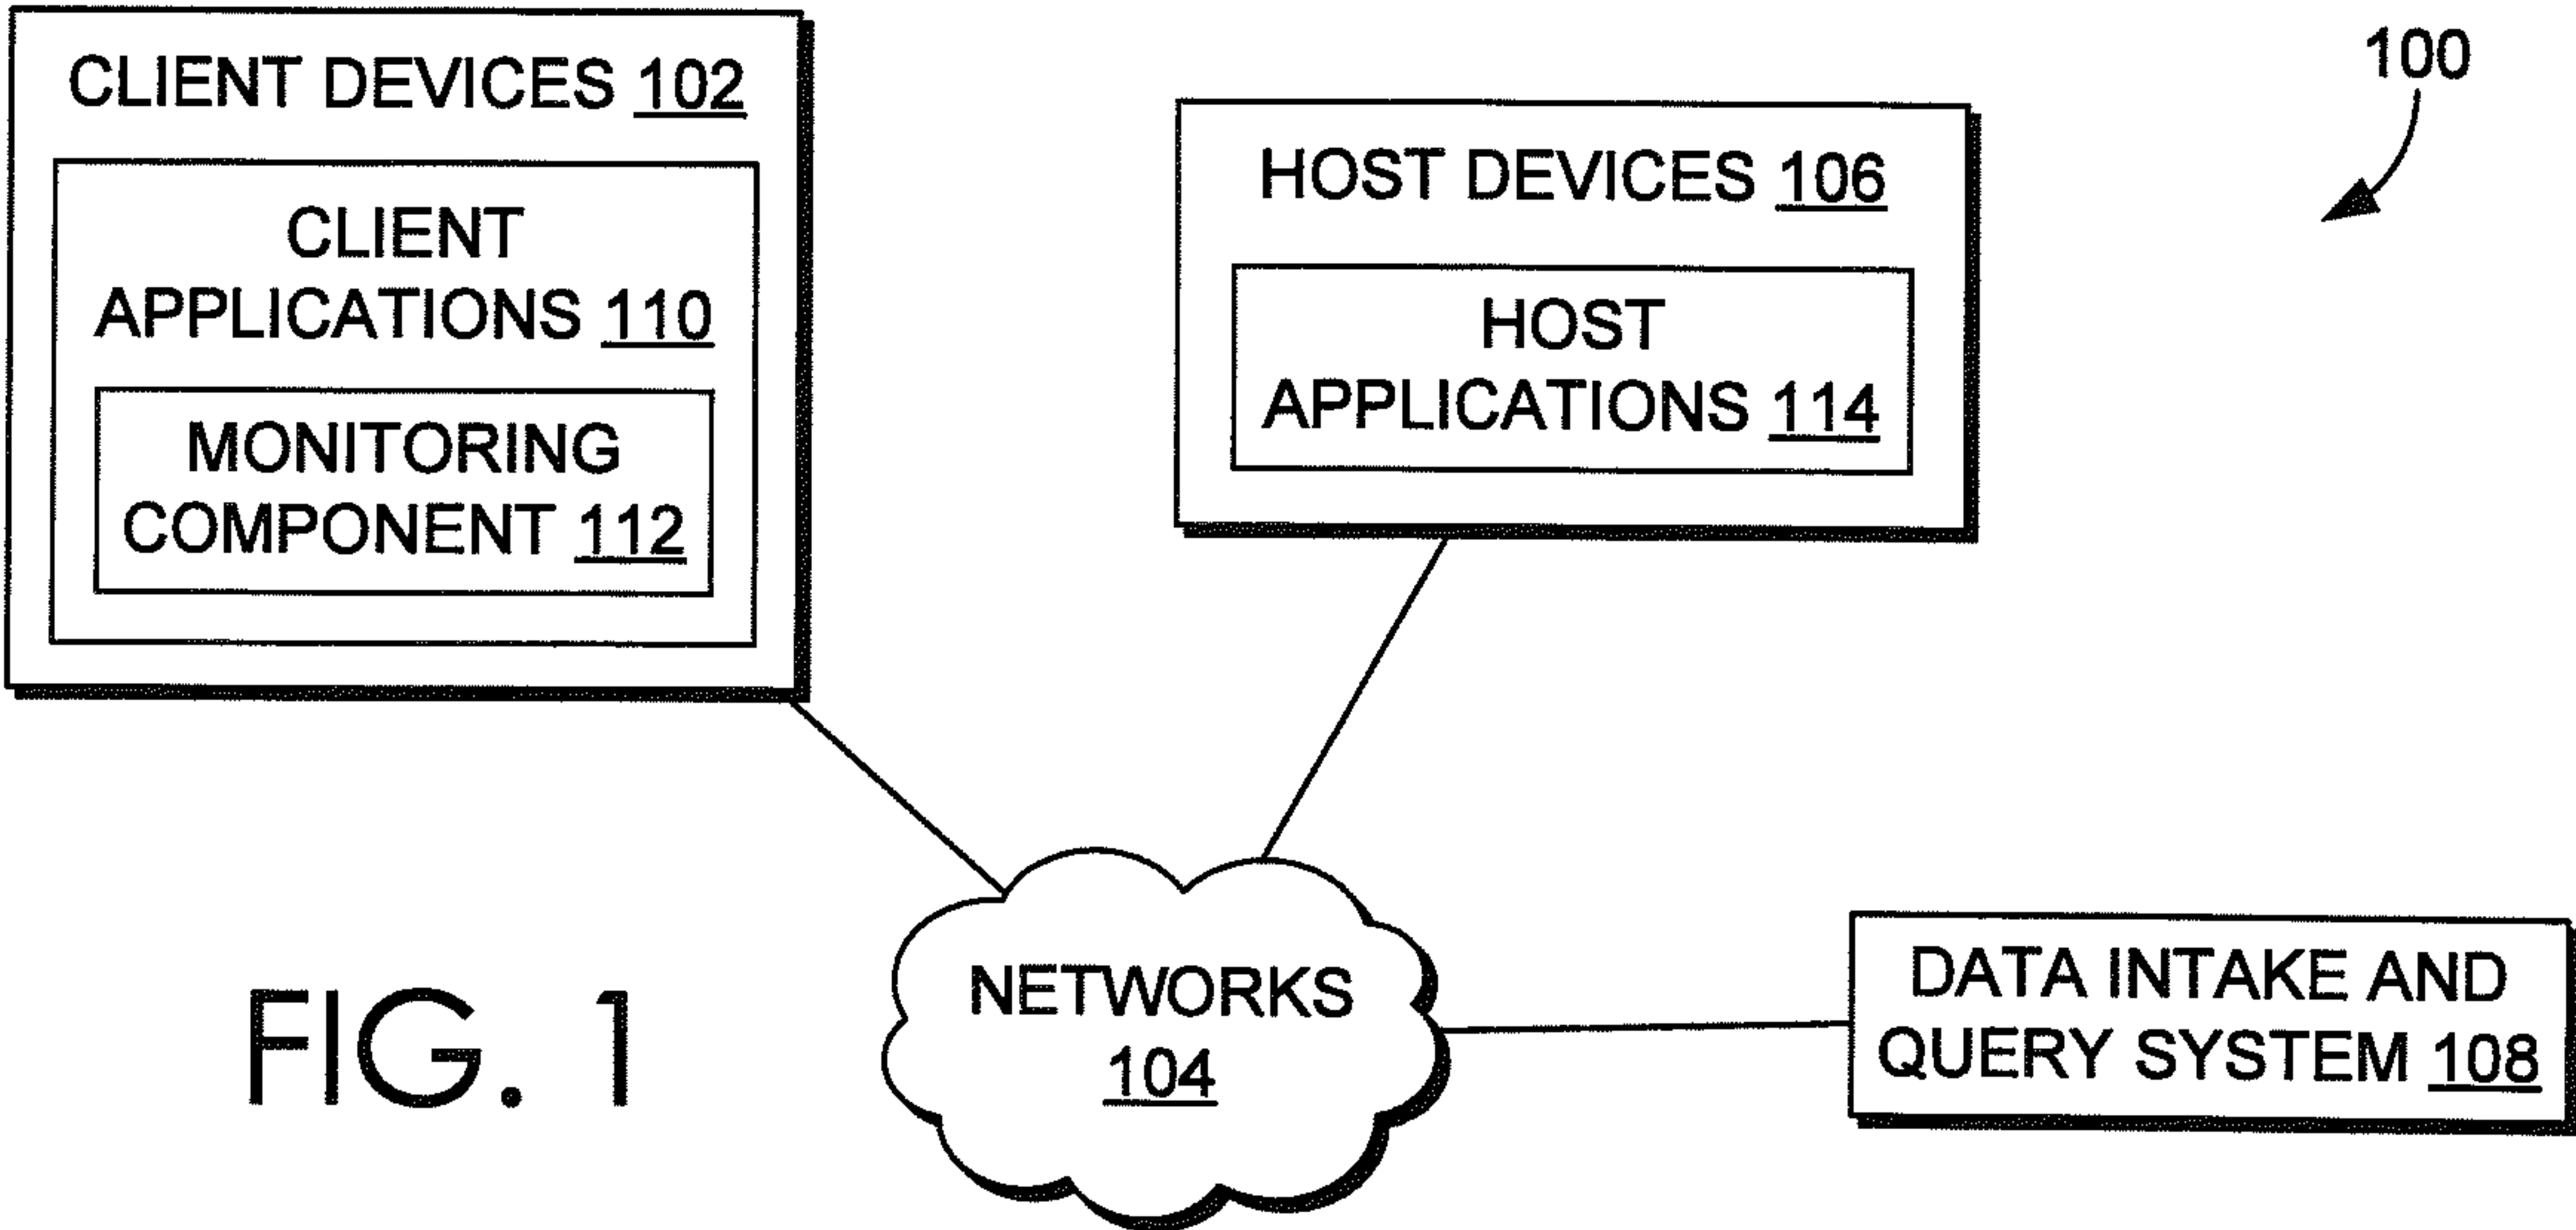 CLIENT DEVICES 102
CLIENT
APPLICATIONS 110
MONITORING
COMPONENT 112
HOST DEVICES 106
HOST
APPLICATIONS 114
100
NETWORKS
104
DATA INTAKE AND
QUERY SYSTEM 108
FIG. 1